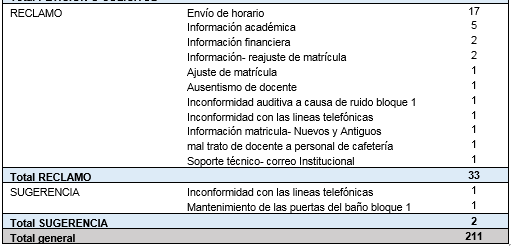 Total PETICIÓN O SOLICITUD
RECLAMO Envío de horario 17
Información académica 5
Información financiera 2
Información- reajuste de matrícula 2
Ajuste de matrícula 1
Ausentismo de docente 1
Inconformidad auditiva a causa de ruido bloque 1 1
Inconformidad con las lineas telefónicas 1
Información matricula- Nuevos y Antiguos 1
mal trato de docente a personal de cafetería 1
Soporte técnico- correo Institucional 1
Total RECLAMO 33
SUGERENCIA Inconformidad con las lineas telefónicas 1
Mantenimiento de las puertas del baño bloque 1 1
Total SUGERENCIA 2
Total general 211